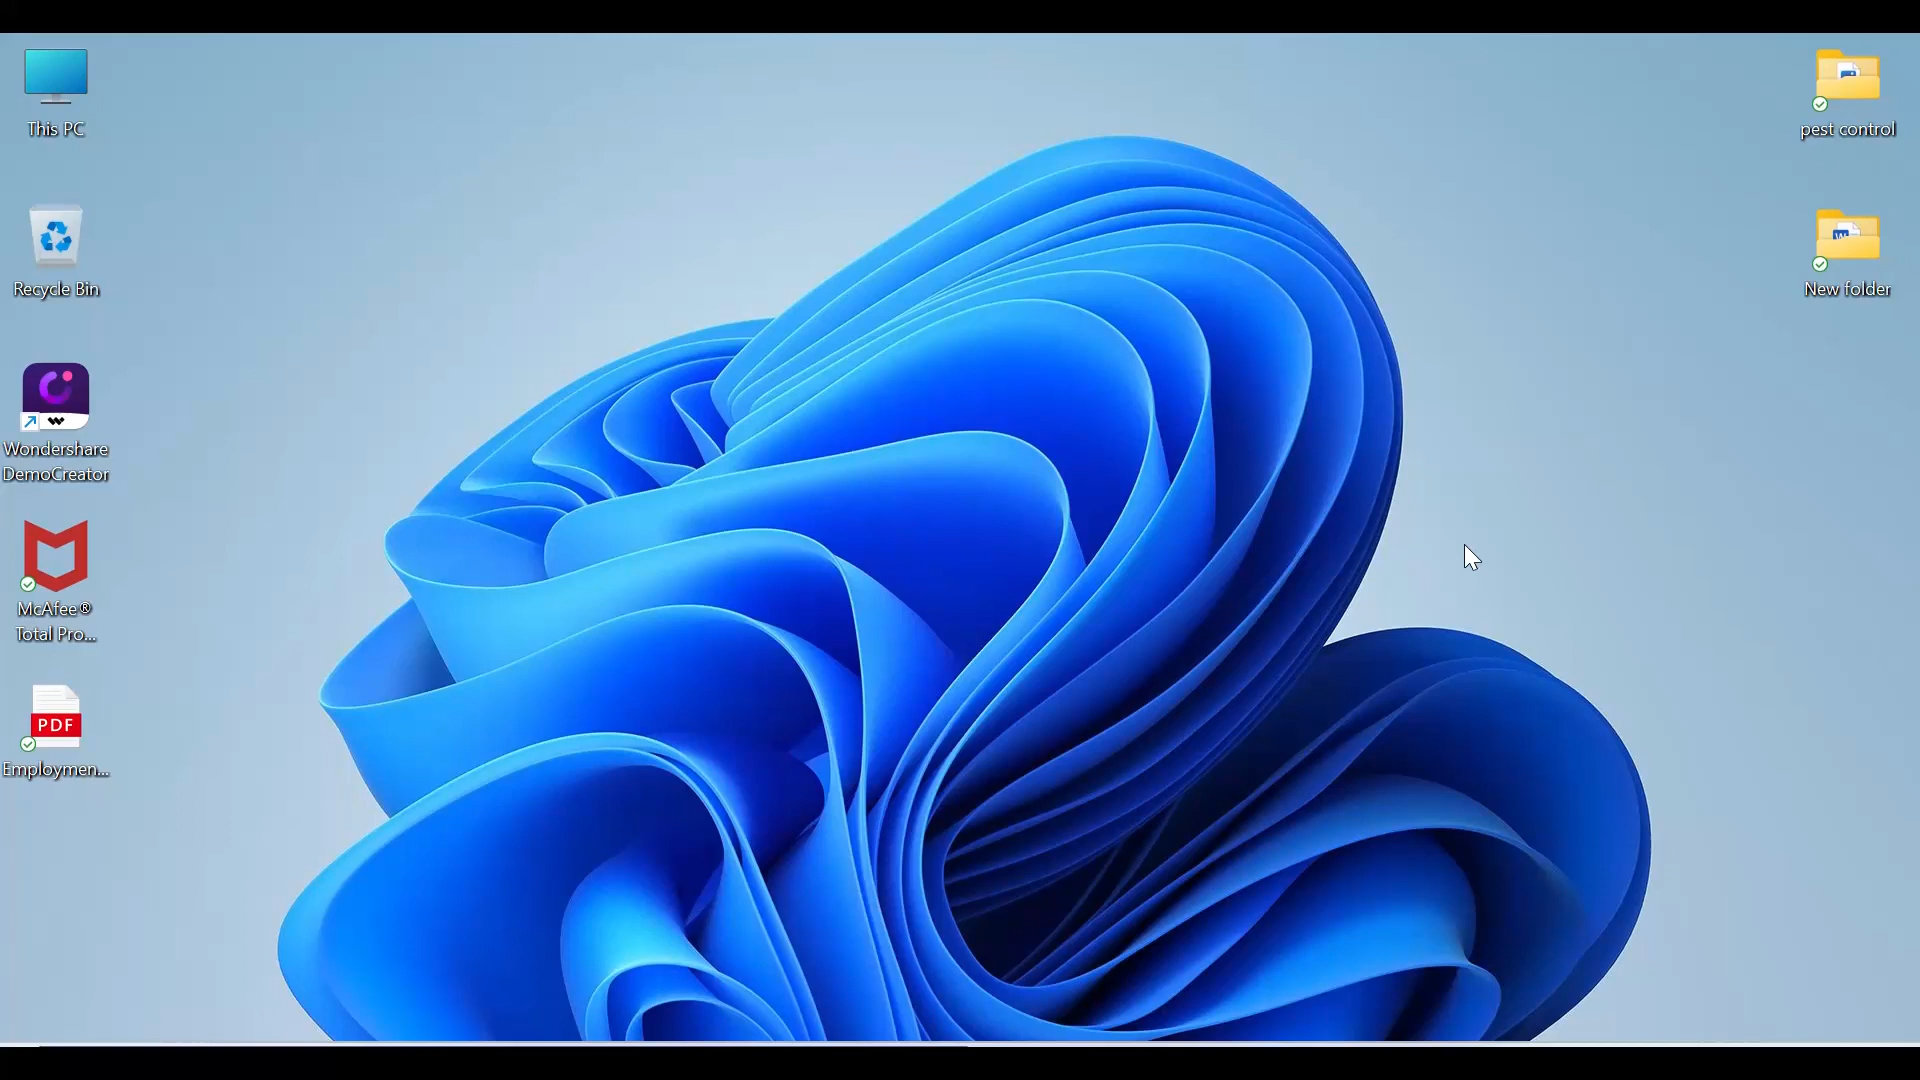 This PC
Recycle Bin
Wondershare
DemoCreator
McAfee®
Total Pro...
PDF
Employmen...
pest control
W
New folder